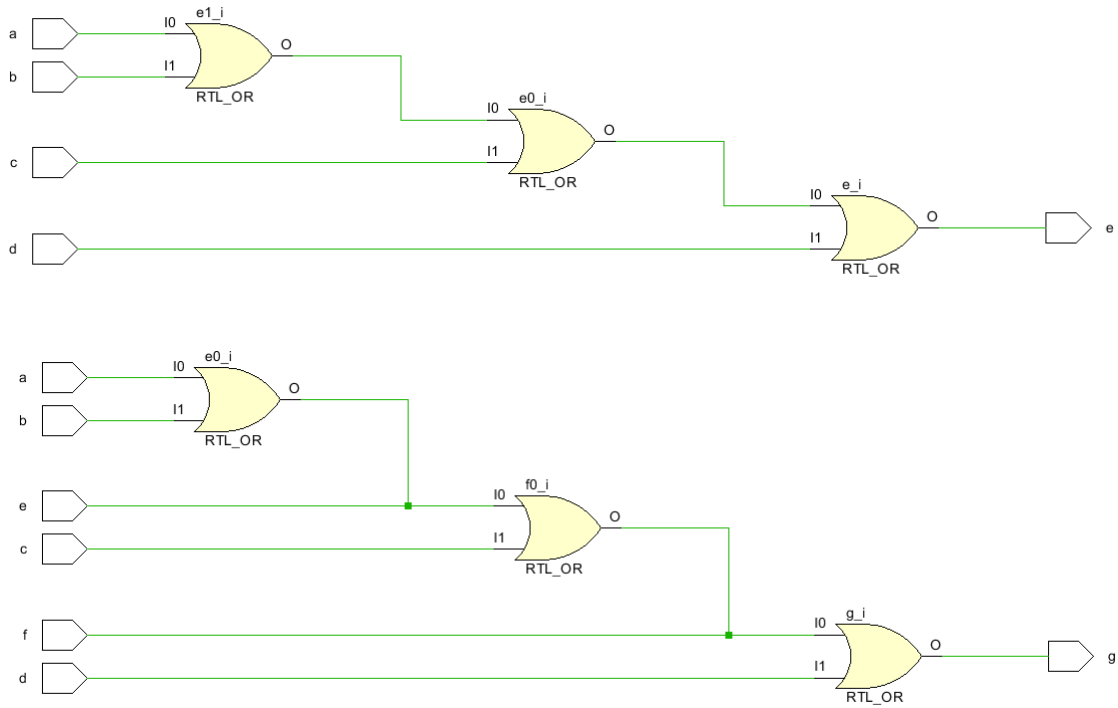 e1_i
a I0 O
b I1
RTL_OR
e0_i
I0 O
c I1
RTL_OR
e_i
I0 O e
d I1
RTL_OR
e0_i
a I0 O
b I1
RTL_OR
f0_i
e I0 O
c I1
RTL_OR
g_i
f I0 O g
d I1
RTL_OR